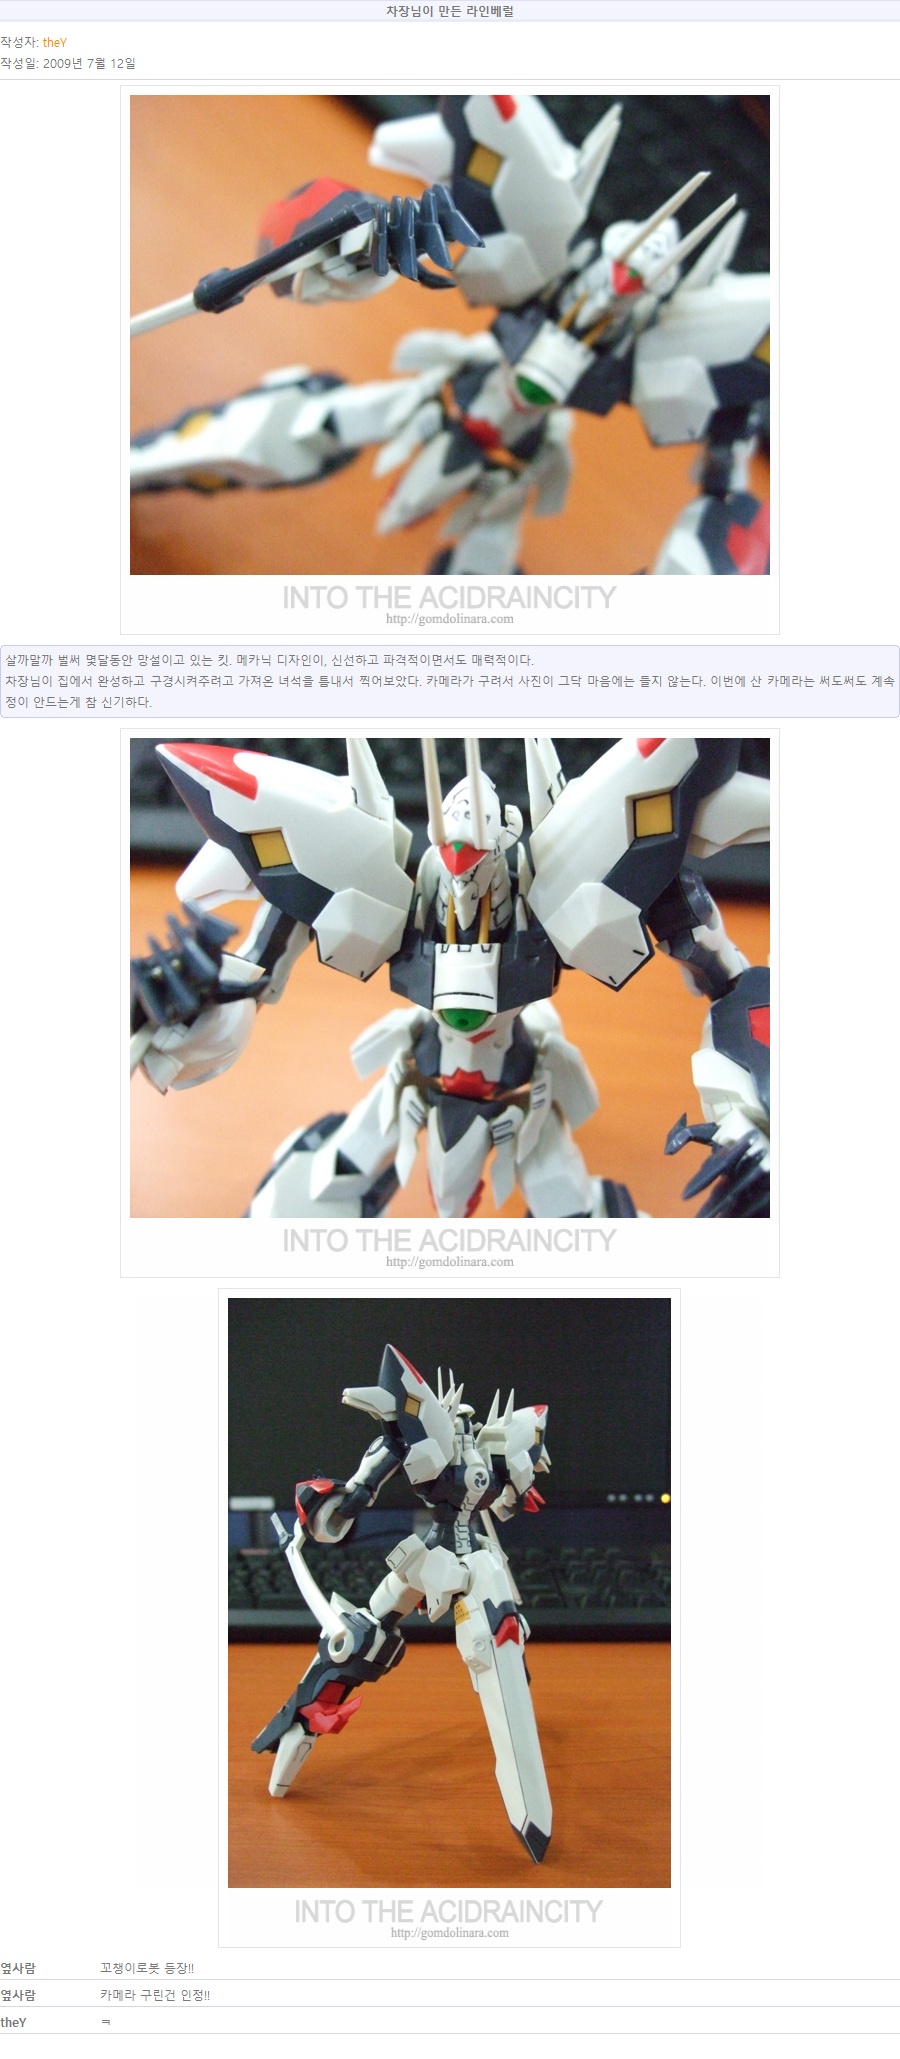 차장님이 만든 라인베럴
작성자: theY
작성일: 2009년 7월 12일
INTO THE ACIDRAINCITY
http://gomdolinara.com
살까말까 벌써 몇달동안 망설이고 있는 킷. 메카닉 디자인이, 신선하고 파격적이면서도 매력적이다.
차장님이 집에서 완성하고 구경시켜주려고 가져온 녀석을 틈내서 찍어보았다. 카메라가 구려서 사진이 그닥 마음에는 들지 않는다. 이번에 산 카메라는 써도써도 계속
정이 안드는게 참 신기하다.
INTO THE ACIDRAINCITY
http://gomdolinara.com
INTO THE ACIDRAINCITY
http://gomdolinara.com
옆사람 꼬챙이로봇 등장!!
옆사람 카메라 구린건 인정!!
theY ㅋ